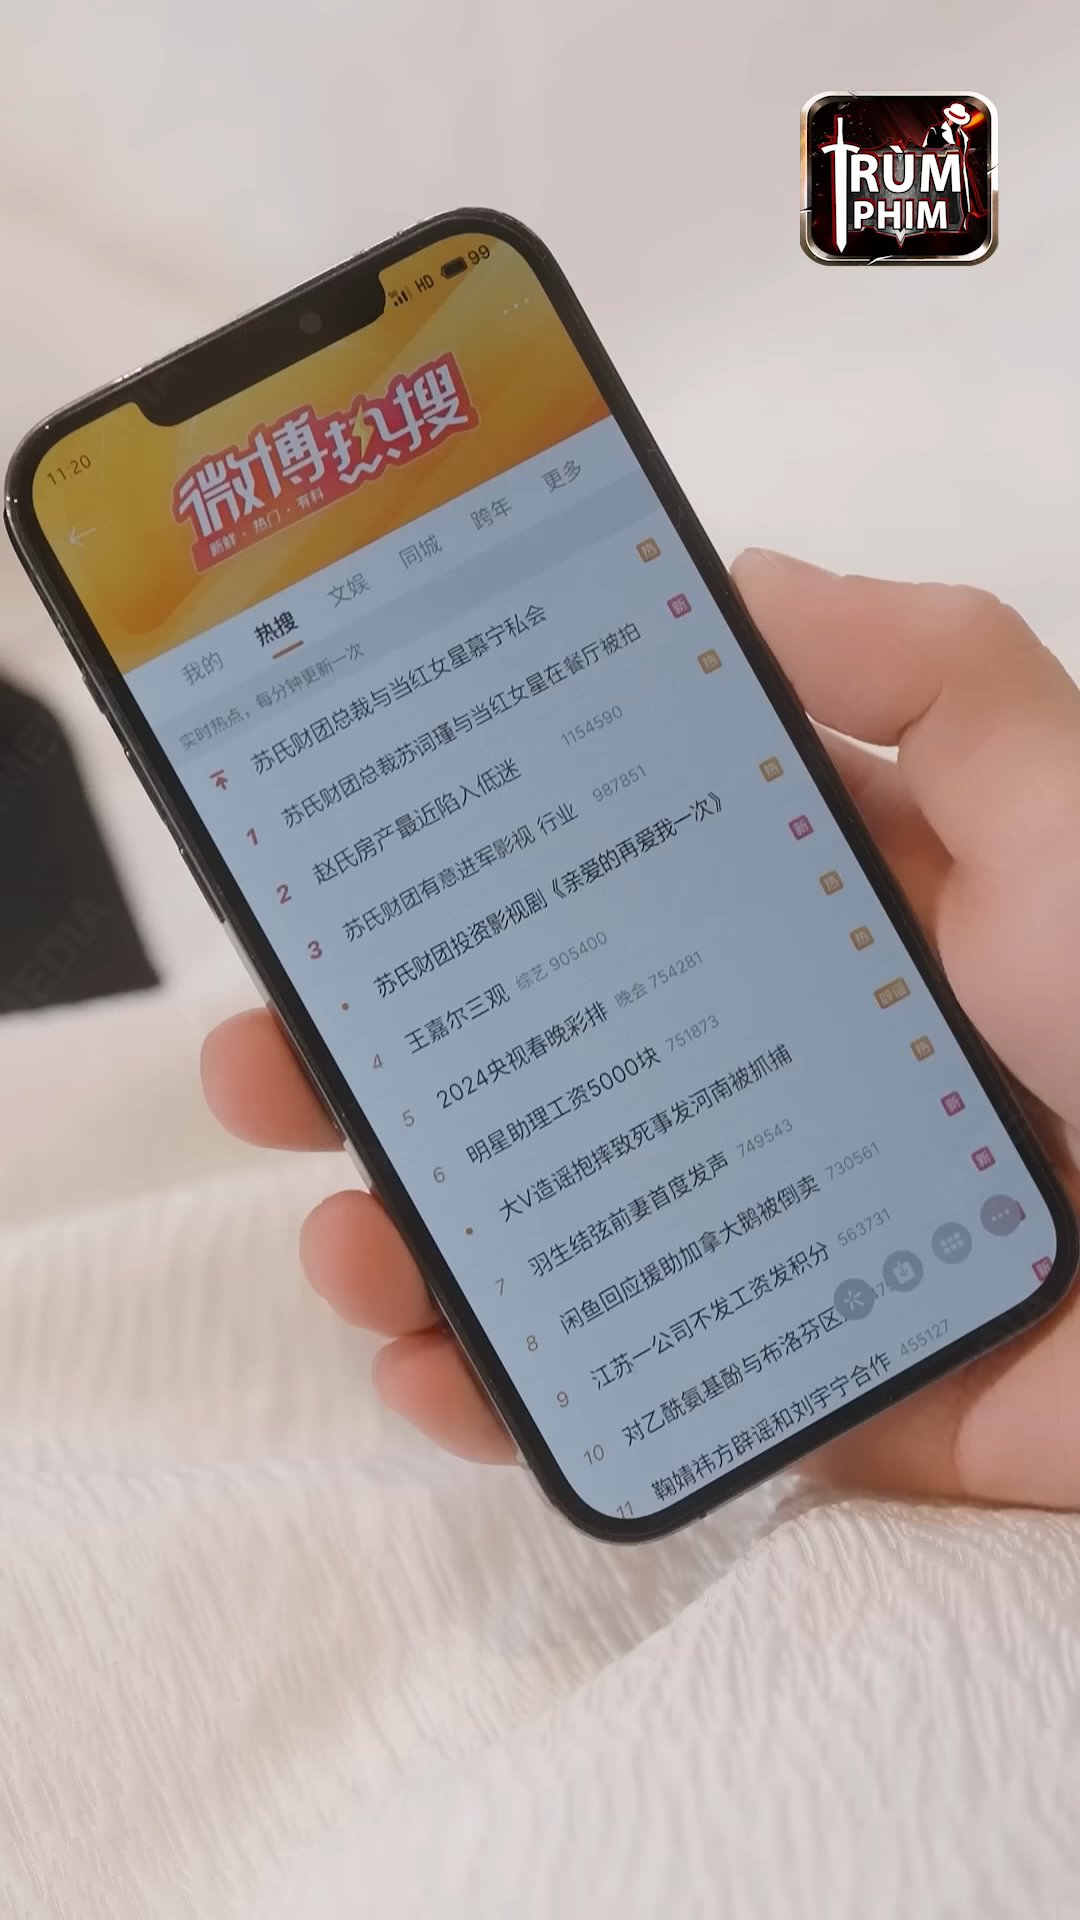 TRÙM
PHIM
11:20
HD 99
微博热搜
新鲜·热门·有料
我的 热搜 文娱 同城 跨年 更多
实时热点，每分钟更新一次
苏氏财团总裁与当红女星慕宁私会 热
1 苏氏财团总裁苏词瑾与当红女星在餐厅被拍 新
2 赵氏房产最近陷入低迷 1154590 热
3 苏氏财团有意进军影视 行业 987851
苏氏财团投资影视剧《亲爱的再爱我一次》 热
4 王嘉尔三观 综艺 905400 新
5 2024央视春晚彩排 晚会 754281 热
6 明星助理工资5000块 751873 热
大V造谣抱摔致死事发河南被抓捕 辟谣
7 羽生结弦前妻首度发声 749543 热
8 闲鱼回应援助加拿大鹅被倒卖 730561 新
9 江苏一公司不发工资发积分 563731 新
10 对乙酰氨基酚与布洛芬区
11 鞠婧祎方辟谣和刘宇宁合作 455127 新